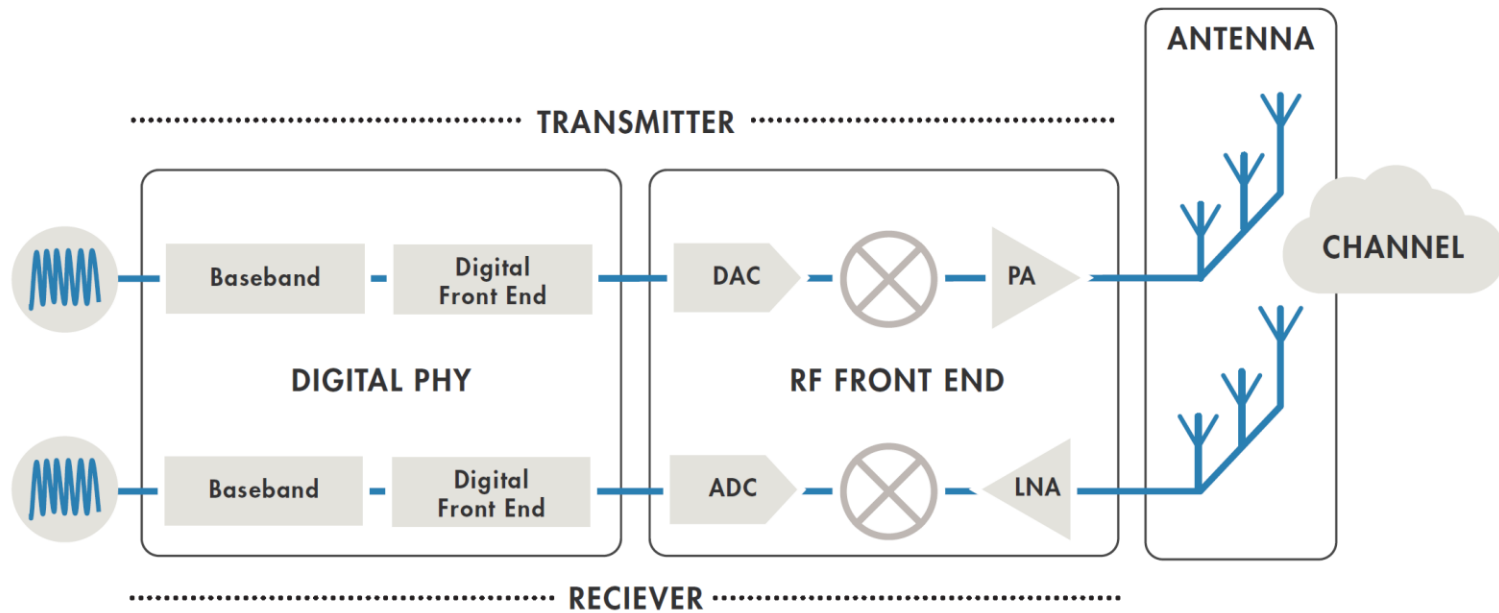 ANTENNA
TRANSMITTER
Baseband
Digital
Front End
DAC
PA
CHANNEL
DIGITAL PHY
RF FRONT END
Baseband
Digital
Front End
ADC
LNA
RECIEVER